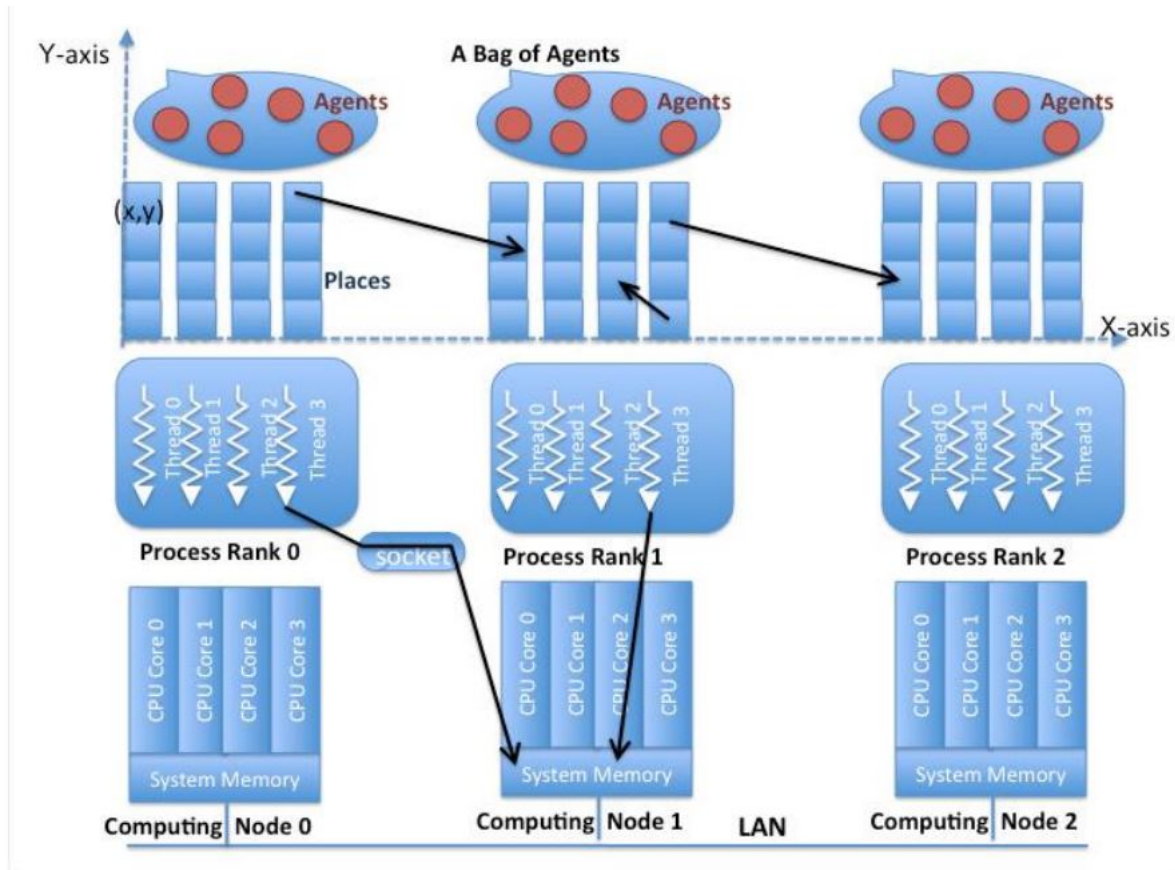 Y-axis
A Bag of Agents
Agents
Agents
Agents
(x,y)
Places
X-axis
Thread 0
Thread 1
Thread 2
Thread 3
Thread 0
Thread 1
Thread 2
Thread 3
Thread 0
Thread 1
Thread 2
Thread 3
Process Rank 0
socket
Process Rank 1
Process Rank 2
CPU Core 0
CPU Core 1
CPU Core 2
CPU Core 3
CPU Core 0
CPU Core 1
CPU Core 2
CPU Core 3
CPU Core 0
CPU Core 1
CPU Core 2
CPU Core 3
System Memory
System Memory
System Memory
Computing Node 0
Computing Node 1
LAN
Computing Node 2